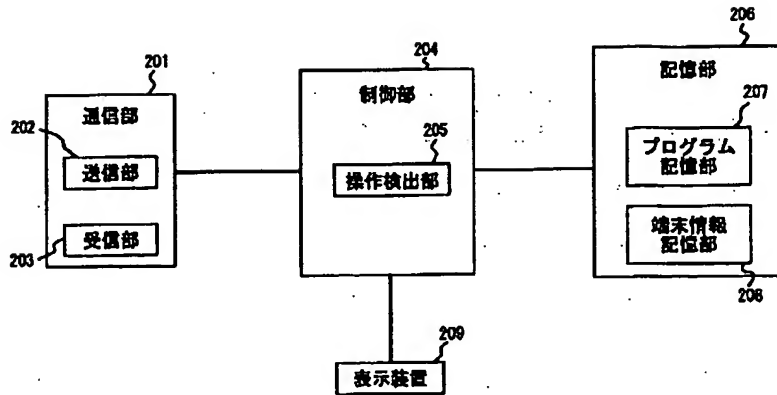 201
通信部
202
送信部
203
受信部
204
制御部
205
操作検出部
206
記憶部
207
プログラム
記憶部
端末情報
記憶部
208
209
表示装置